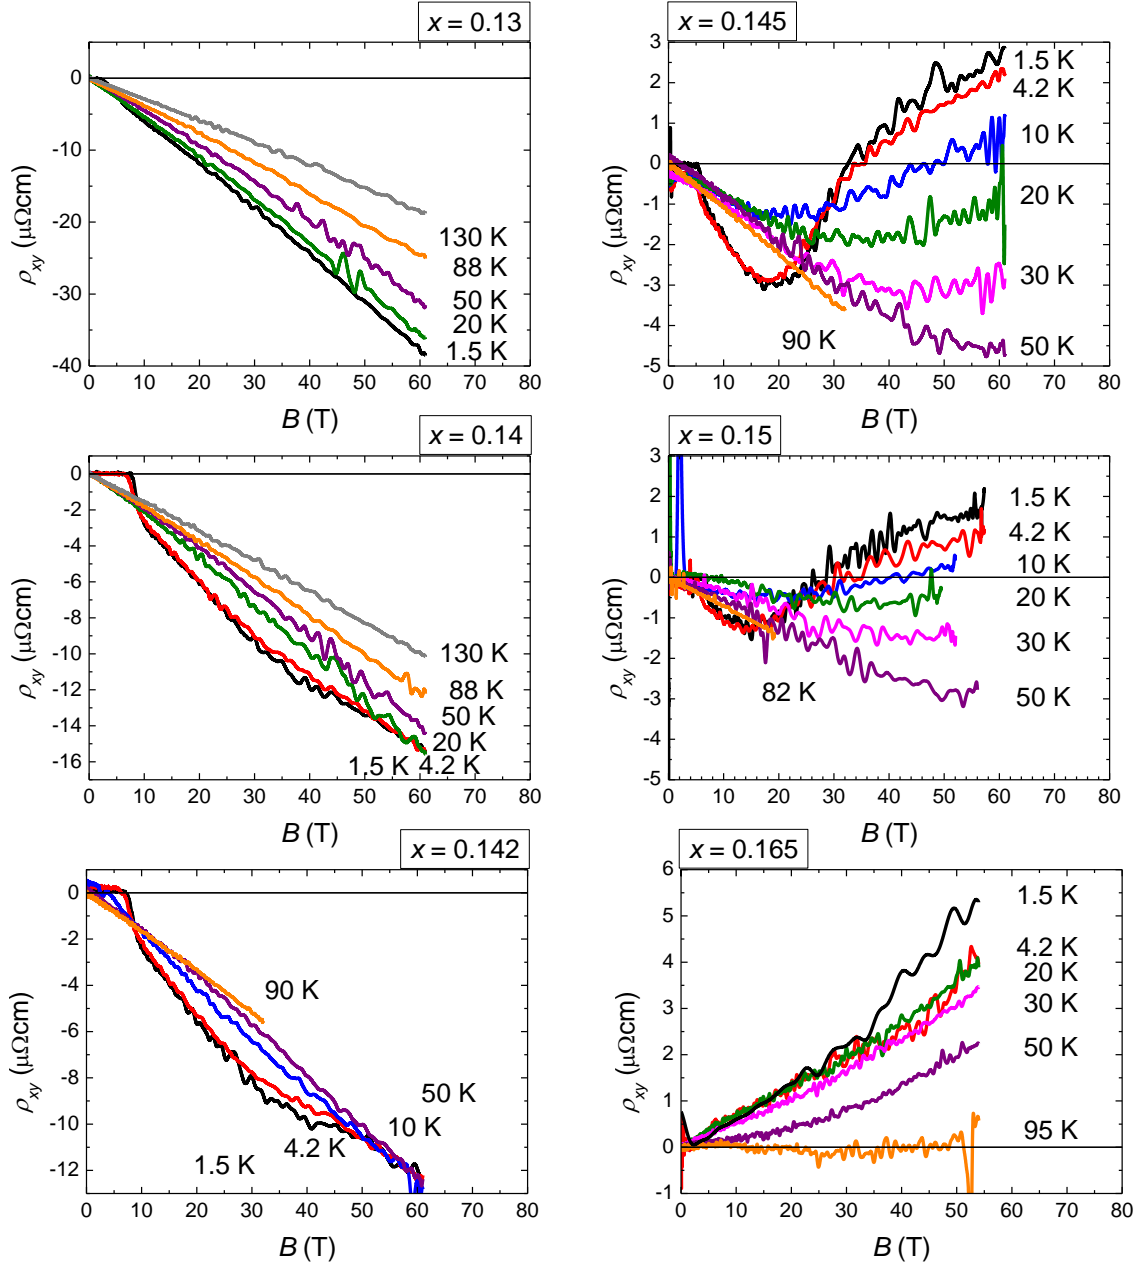 x = 0.13
0
-10
-20
-30
-40
ρxy (μΩcm)
130 K
88 K
50 K
20 K
1.5 K
0 10 20 30 40 50 60 70 80
B (T)
x = 0.145
3
2
1
0
-1
-2
-3
-4
-5
ρxy (μΩcm)
1.5 K
4.2 K
10 K
20 K
30 K
90 K
50 K
0 10 20 30 40 50 60 70 80
B (T)
x = 0.14
0
-2
-4
-6
-8
-10
-12
-14
-16
ρxy (μΩcm)
130 K
88 K
50 K
20 K
1.5 K 4.2 K
0 10 20 30 40 50 60 70 80
B (T)
x = 0.15
3
2
1
0
-1
-2
-3
-4
-5
ρxy (μΩcm)
1.5 K
4.2 K
10 K
20 K
30 K
82 K
50 K
0 10 20 30 40 50 60 70 80
B (T)
x = 0.142
0
-2
-4
-6
-8
-10
-12
ρxy (μΩcm)
90 K
50 K
10 K
4.2 K
1.5 K
0 10 20 30 40 50 60 70 80
B (T)
x = 0.165
6
5
4
3
2
1
0
-1
ρxy (μΩcm)
1.5 K
4.2 K
20 K
30 K
50 K
95 K
0 10 20 30 40 50 60 70 80
B (T)